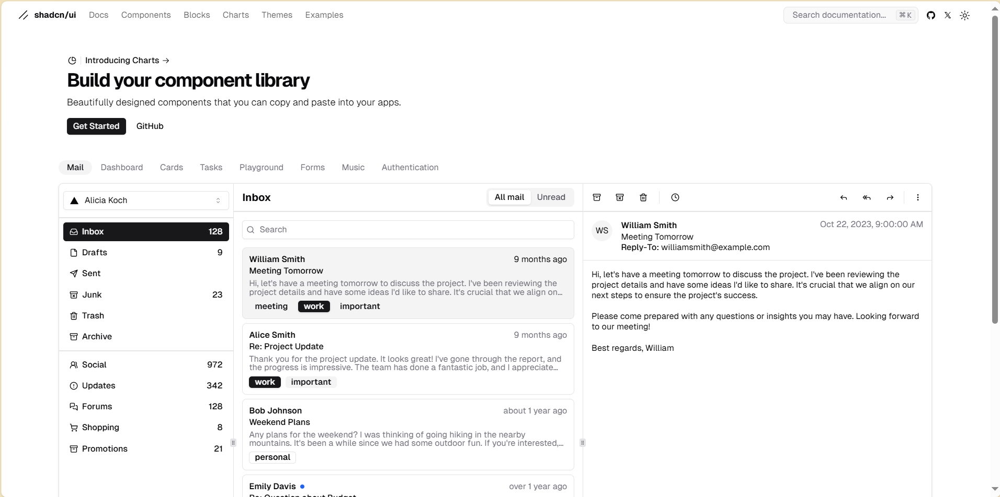 shadcn/ui Docs Components Blocks Charts Themes Examples Search documentation... ⌘ K
Introducing Charts →
Build your component library
Beautifully designed components that you can copy and paste into your apps.
Get Started GitHub
Mail Dashboard Cards Tasks Playground Forms Music Authentication
Alicia Koch
Inbox 128
Drafts 9
Sent
Junk 23
Trash
Archive
Social 972
Updates 342
Forums 128
Shopping 8
Promotions 21
Inbox All mail Unread
Search
William Smith 9 months ago
Meeting Tomorrow
Hi, let's have a meeting tomorrow to discuss the project. I've been reviewing the
project details and have some ideas I'd like to share. It's crucial that we align on...
meeting work important
Alice Smith 9 months ago
Re: Project Update
Thank you for the project update. It looks great! I've gone through the report, and
the progress is impressive. The team has done a fantastic job, and I appreciate...
work important
Bob Johnson about 1 year ago
Weekend Plans
Any plans for the weekend? I was thinking of going hiking in the nearby
mountains. It's been a while since we had some outdoor fun. If you're interested,...
personal
Emily Davis over 1 year ago
Re: Question about Budget
WS
William Smith Oct 22, 2023, 9:00:00 AM
Meeting Tomorrow
Reply-To: williamsmith@example.com
Hi, let's have a meeting tomorrow to discuss the project. I've been reviewing the
project details and have some ideas I'd like to share. It's crucial that we align on our
next steps to ensure the project's success.
Please come prepared with any questions or insights you may have. Looking forward
to our meeting!
Best regards, William